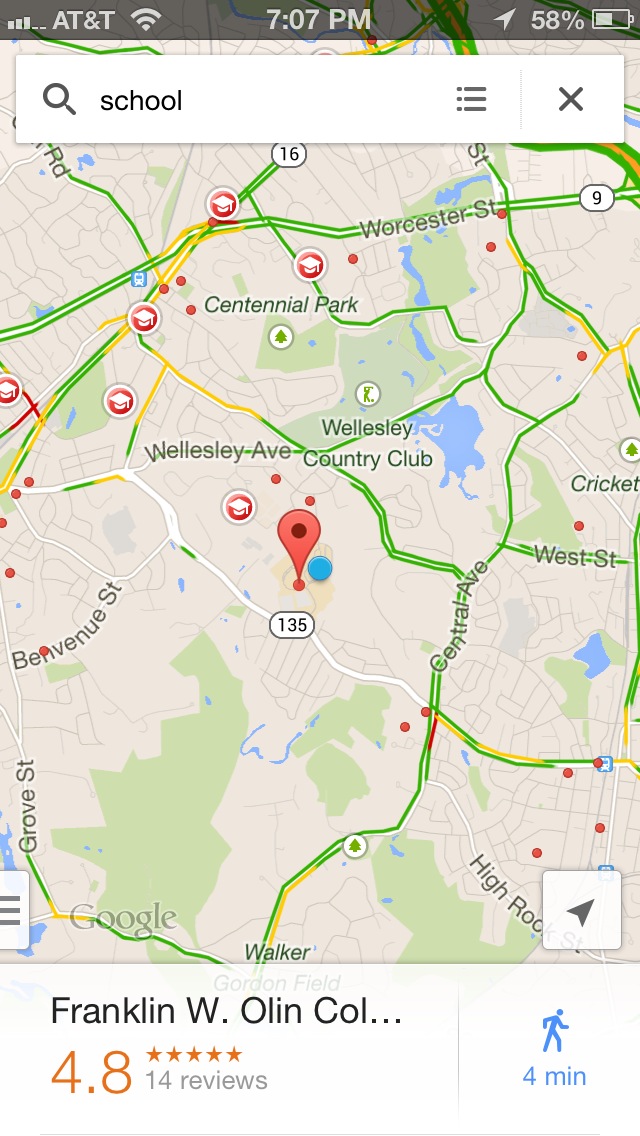 AT&T 7:07 PM 58%
school
Rd
St
16
9
Worcester St
Centennial Park
Wellesley Ave
Wellesley
Country Club
Cricket
West St
135
Central Ave
Benvenue St
Grove St
High Rock St
Google
Walker
Gordon Field
Franklin W. Olin Col...
4.8
14 reviews
4 min